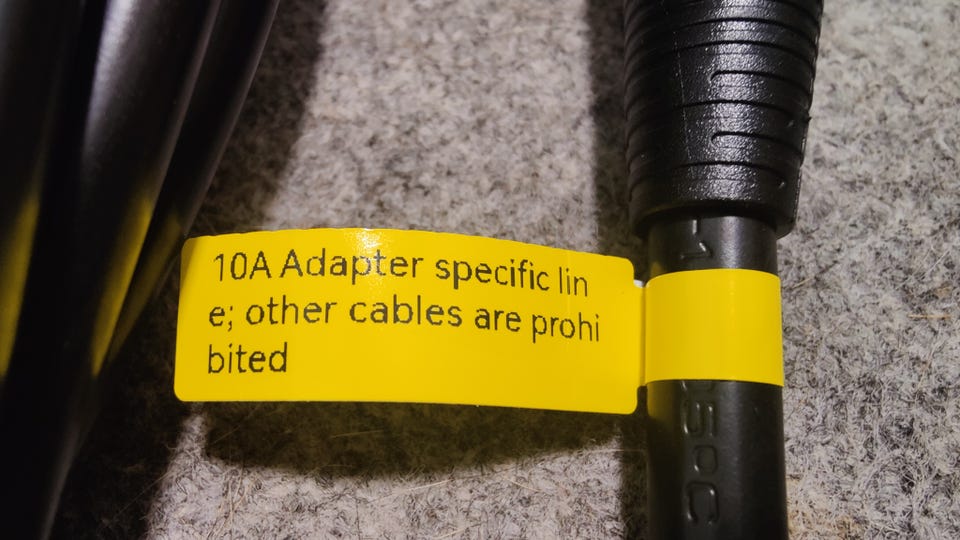 10A Adapter specific lin
e; other cables are prohi
bited